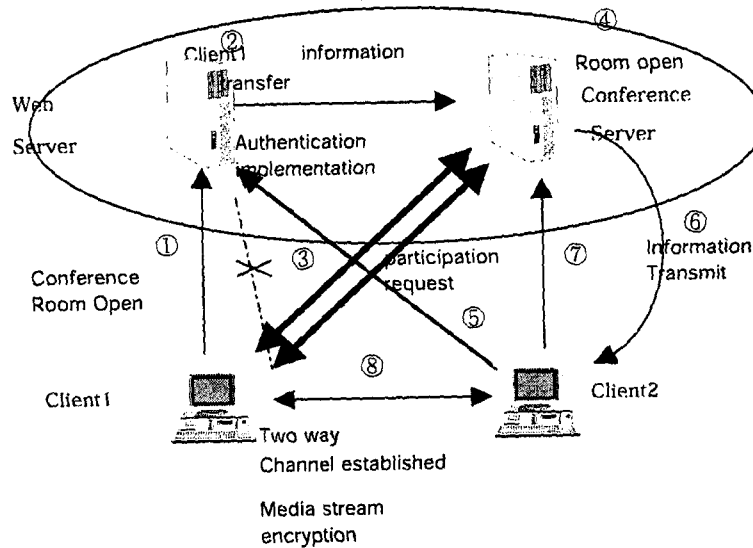 ④
②
Client1 information
transfer
Room open
Conference
Server
Web
Server
Authentication
implementation
①
③
participation
request
⑦
⑥
Information
Transmit
Conference
Room Open
⑤
⑧
Client1
Client2
Two way
Channel established
Media stream
encryption